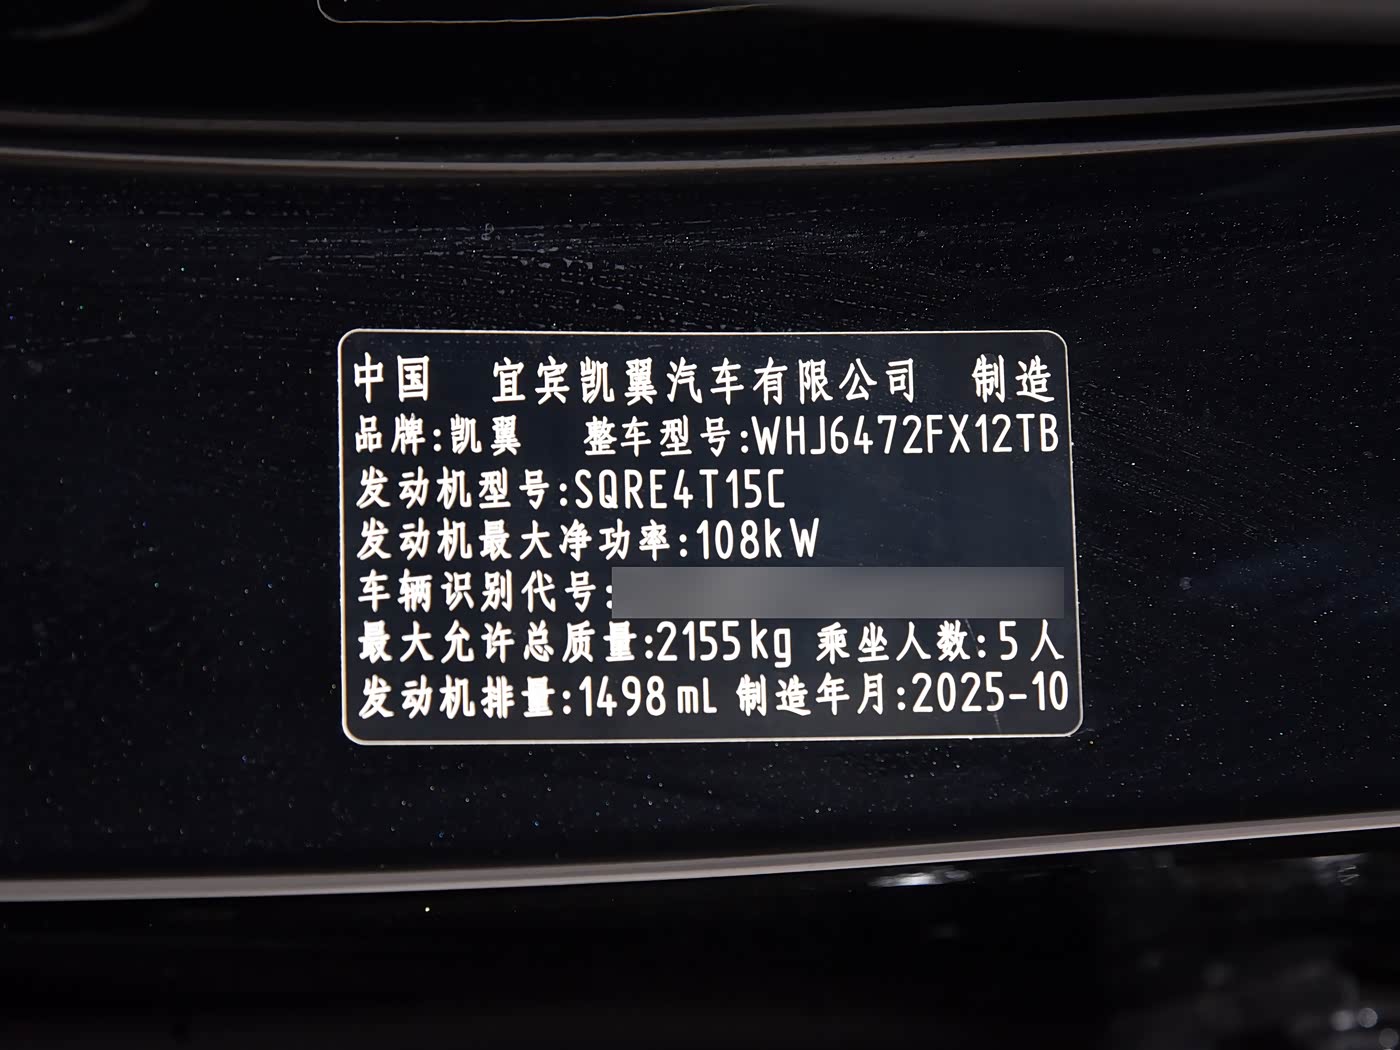 中国 宜宾凯翼汽车有限公司 制造
品牌:凯翼 整车型号:WHJ6472FX12TB
发动机型号:SQRE4T15C
发动机最大净功率:108kW
车辆识别代号:
最大允许总质量:2155kg 乘坐人数:5人
发动机排量:1498mL 制造年月:2025-10